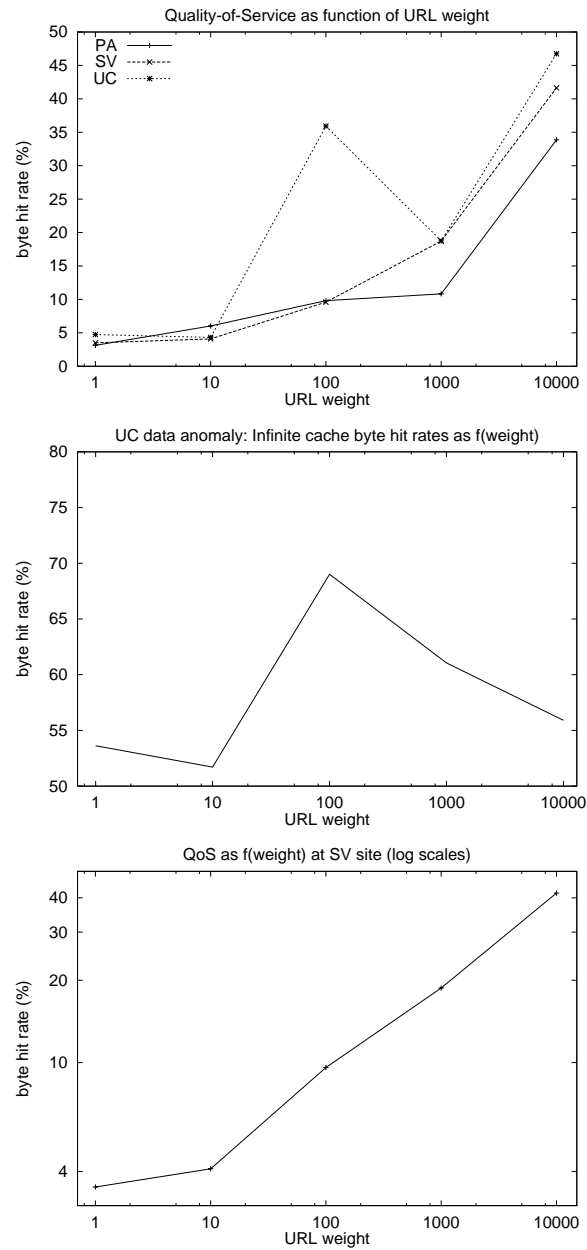 Quality-of-Service as function of URL weight
50
45
40
35
30
25
20
15
10
5
0
byte hit rate (%)
PA
SV
UC
1 10 100 1000 10000
URL weight
UC data anomaly: Infinite cache byte hit rates as f(weight)
80
75
70
65
60
55
50
byte hit rate (%)
1 10 100 1000 10000
URL weight
QoS as f(weight) at SV site (log scales)
40
30
20
10
4
byte hit rate (%)
1 10 100 1000 10000
URL weight